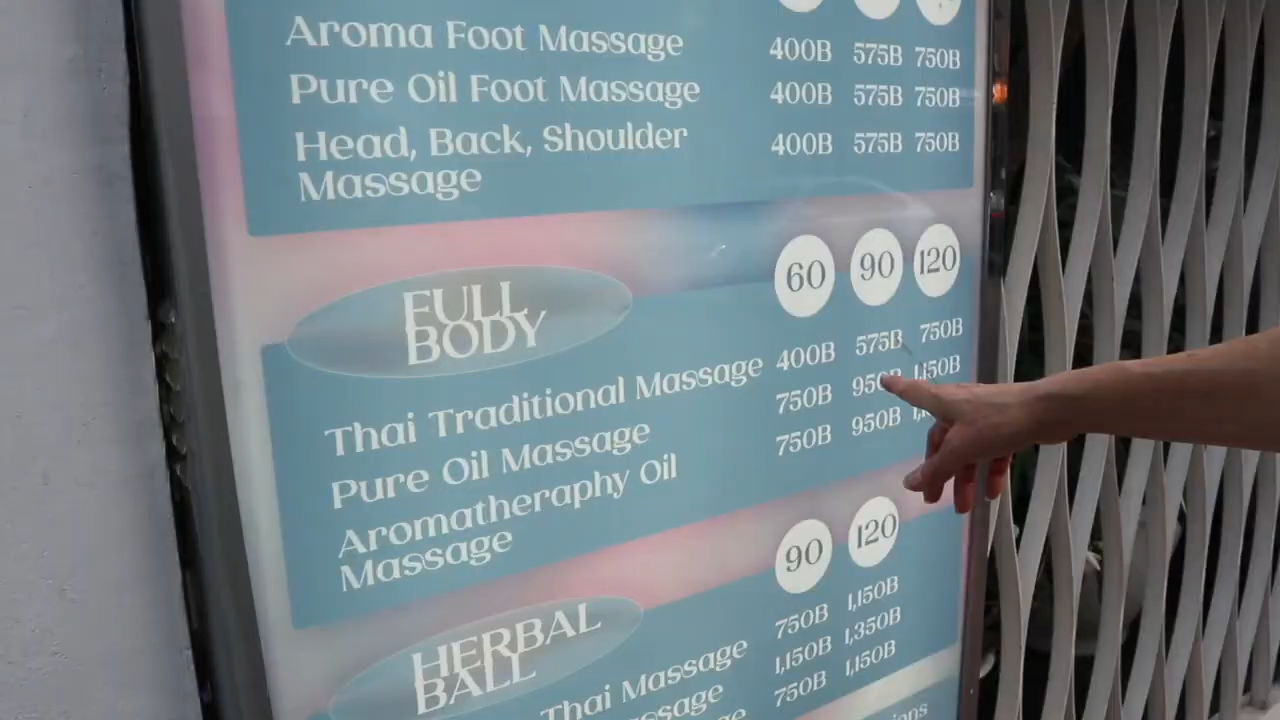 Aroma Foot Massage 400B 575B 750B
Pure Oil Foot Massage 400B 575B 750B
Head, Back, Shoulder 400B 575B 750B
Massage
FULL
BODY
60 90 120
Thai Traditional Massage 400B 575B 750B
Pure Oil Massage 750B 950B 1,150B
Aromatheraphy Oil 750B 950B
Massage
HERBAL
BALL
90 120
Thai Massage 750B 1,150B
1,150B 1,350B
750B 1,150B